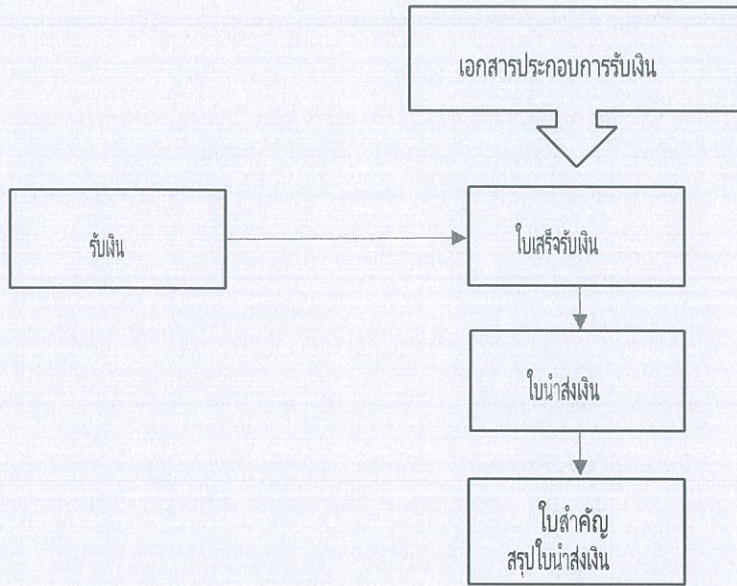 เอกสารประกอบการรับเงิน
รับเงิน
ใบเสร็จรับเงิน
ใบนำส่งเงิน
ใบสำคัญ
สรุปใบนำส่งเงิน